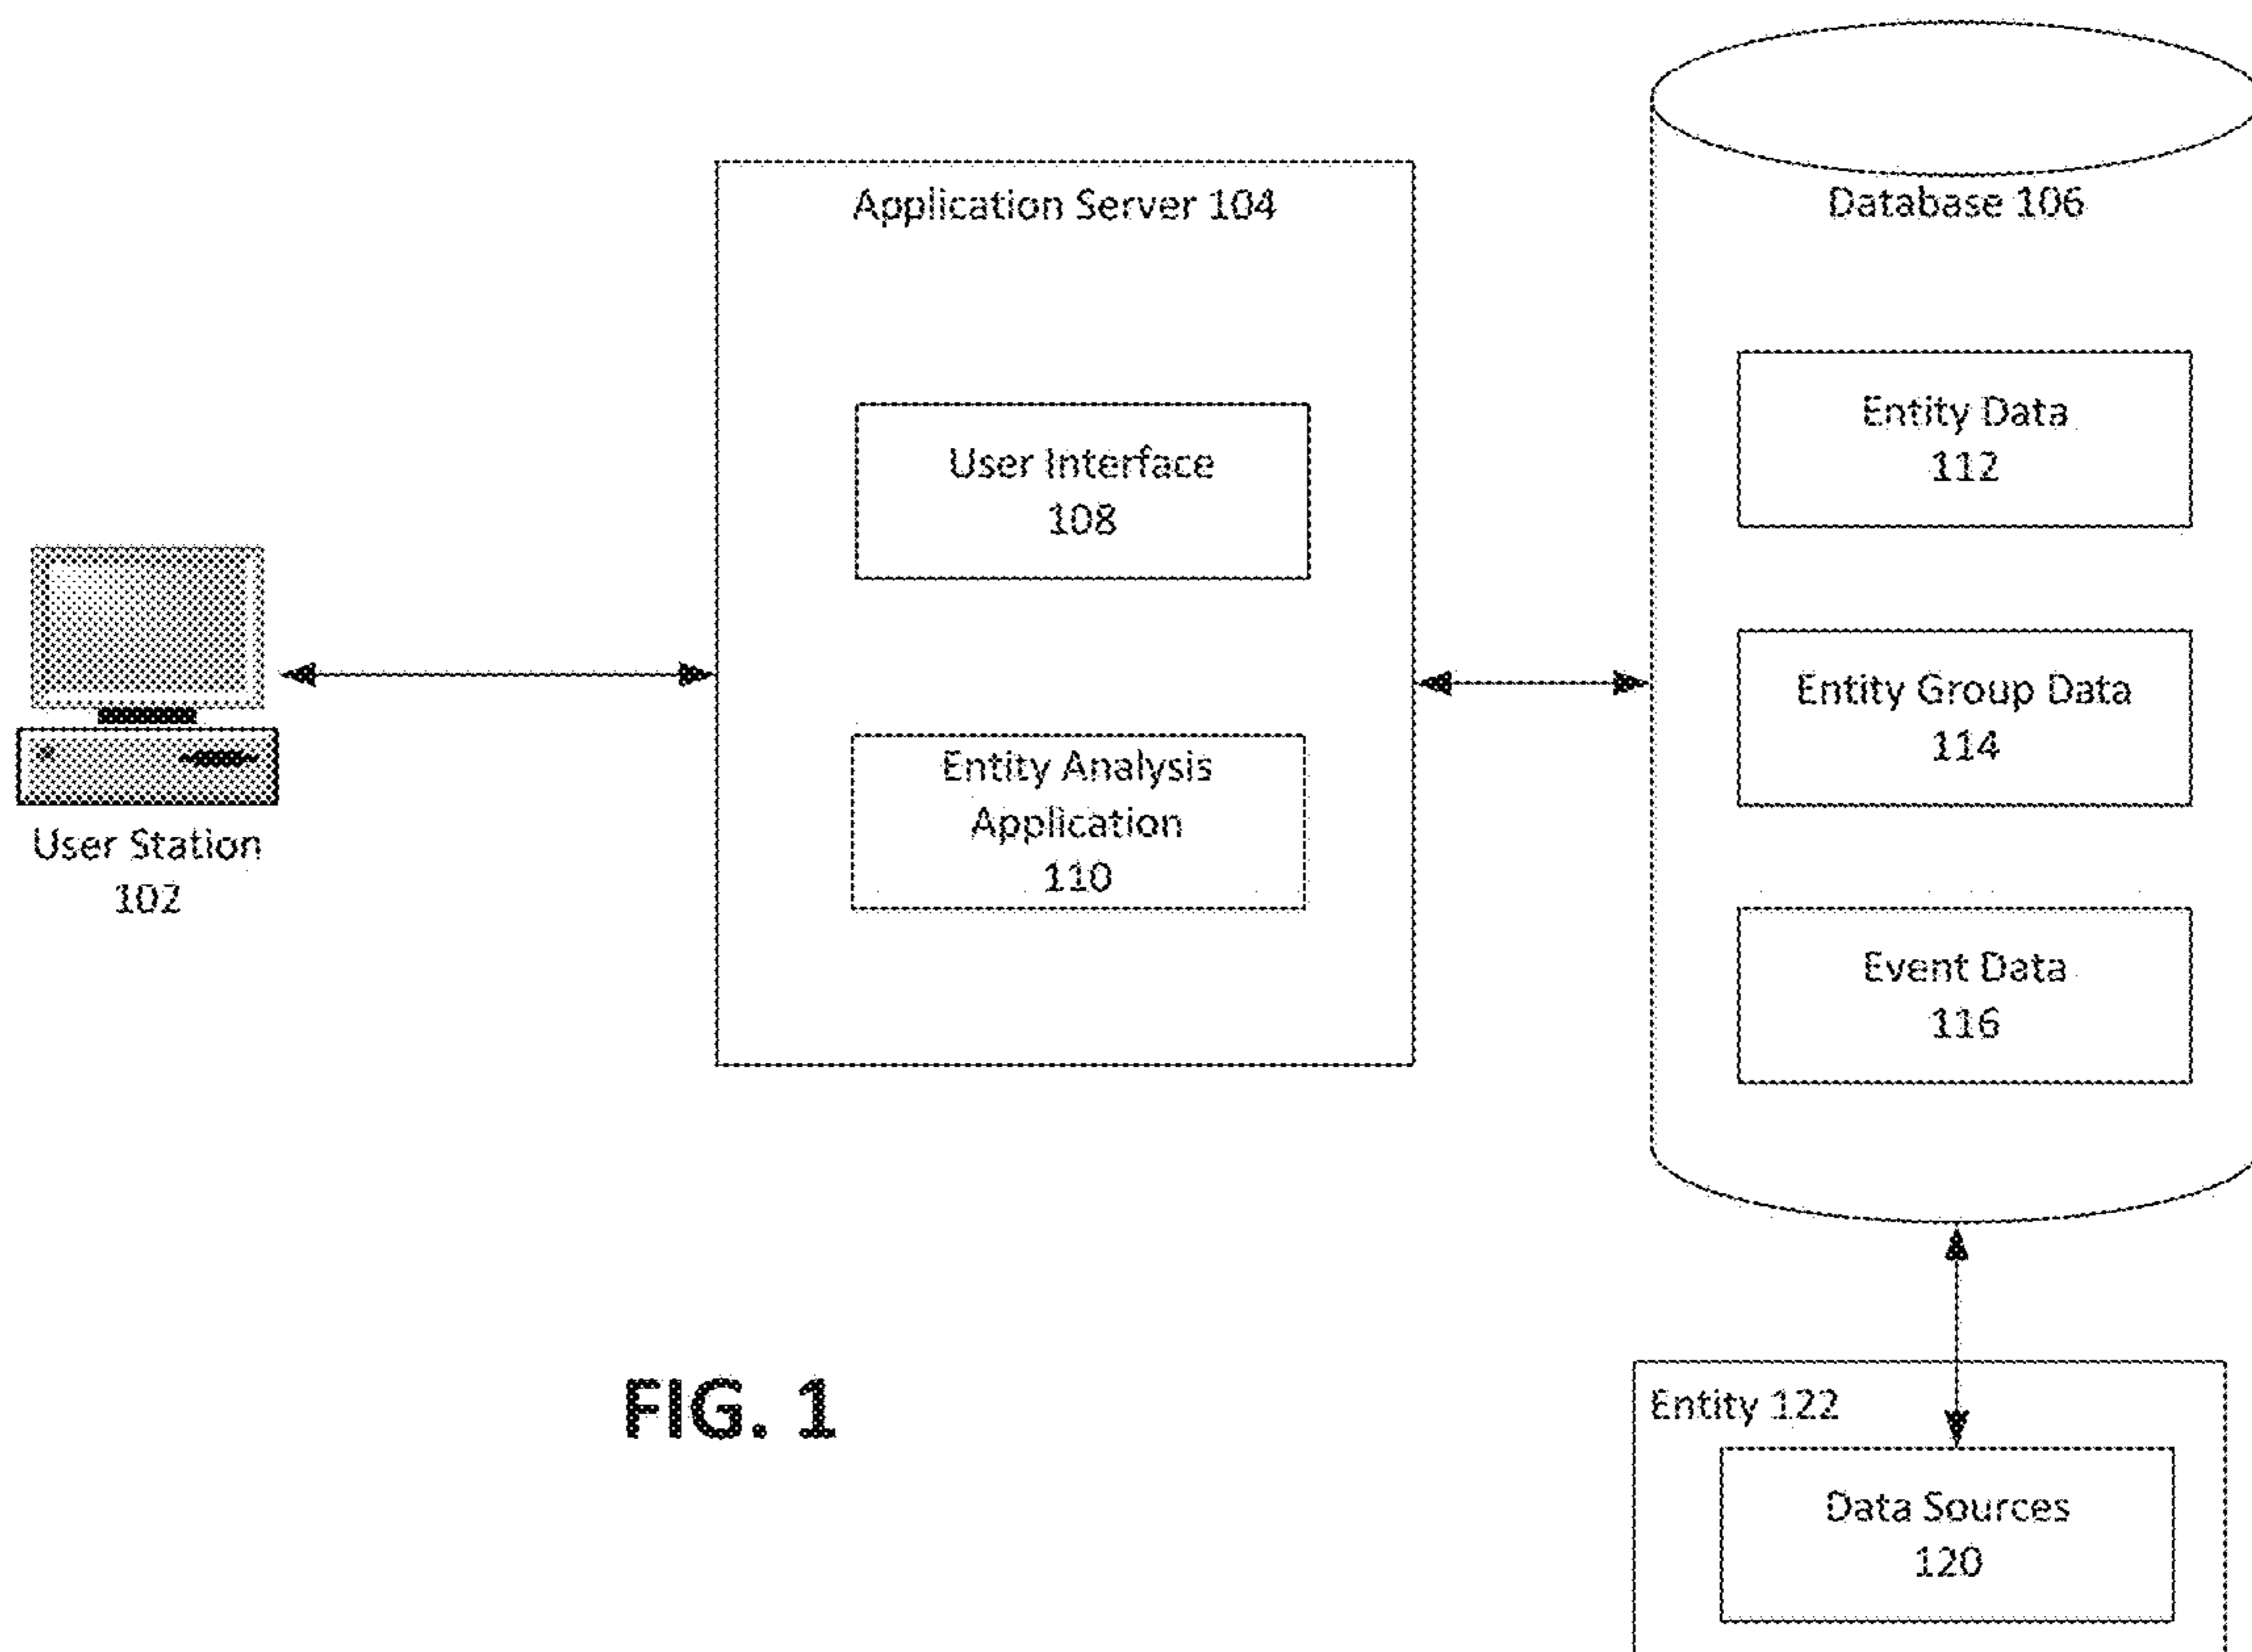 Application Server 104
Database 106
User Interface
108
Entity Analysis
Application
110
Entity Data
112
Entity Group Data
114
Event Data
116
User Station
102
FIG. 1
Entity 122
Data Sources
120